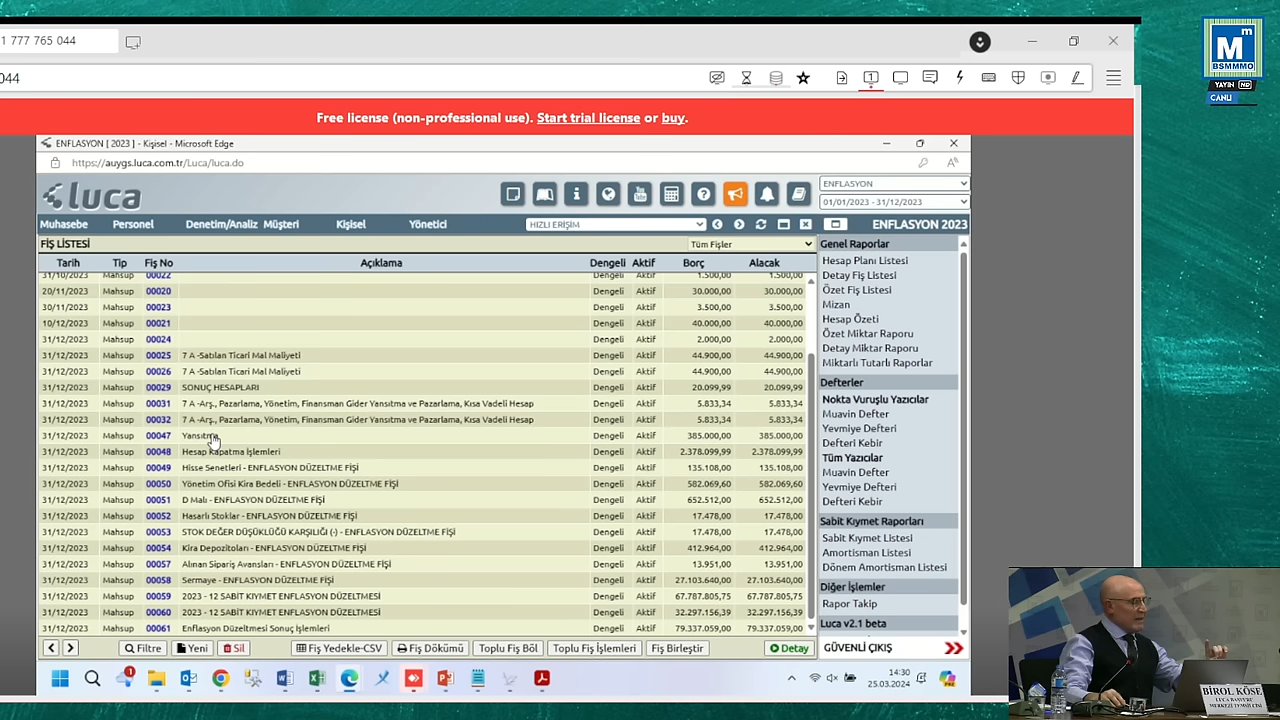 1 777 765 044
044
M m
BSMMMO
YAYIN HD
CANLI
Free license (non-professional use). Start trial license or buy.
ENFLASYON [ 2023 ] - Kişisel - Microsoft Edge
https://auygs.luca.com.tr/Luca/luca.do
luca
ENFLASYON
01/01/2023 - 31/12/2023
Muhasebe Personel Denetim/Analiz Müşteri Kişisel Yönetici HIZLI ERİŞİM ENFLASYON 2023
FİŞ LİSTESİ Tüm Fişler
Tarih Tip Fiş No Açıklama Dengeli Aktif Borç Alacak
31/10/2023 Mahsup 00022 Dengeli Aktif 1.500,00 1.500,00
20/11/2023 Mahsup 00020 Dengeli Aktif 30.000,00 30.000,00
30/11/2023 Mahsup 00023 Dengeli Aktif 3.500,00 3.500,00
10/12/2023 Mahsup 00021 Dengeli Aktif 40.000,00 40.000,00
31/12/2023 Mahsup 00024 Dengeli Aktif 2.000,00 2.000,00
31/12/2023 Mahsup 00025 7 A -Satılan Ticari Mal Maliyeti Dengeli Aktif 44.900,00 44.900,00
31/12/2023 Mahsup 00026 7 A -Satılan Ticari Mal Maliyeti Dengeli Aktif 44.900,00 44.900,00
31/12/2023 Mahsup 00029 SONUÇ HESAPLARI Dengeli Aktif 20.099,99 20.099,99
31/12/2023 Mahsup 00031 7 A -Arş., Pazarlama, Yönetim, Finansman Gider Yansıtma ve Pazarlama, Kısa Vadeli Hesap Dengeli Aktif 5.833,34 5.833,34
31/12/2023 Mahsup 00032 7 A -Arş., Pazarlama, Yönetim, Finansman Gider Yansıtma ve Pazarlama, Kısa Vadeli Hesap Dengeli Aktif 5.833,34 5.833,34
31/12/2023 Mahsup 00047 Yansıtma Dengeli Aktif 385.000,00 385.000,00
31/12/2023 Mahsup 00048 Hesap Kapatma İşlemleri Dengeli Aktif 2.378.099,99 2.378.099,99
31/12/2023 Mahsup 00049 Hisse Senetleri - ENFLASYON DÜZELTME FİŞİ Dengeli Aktif 135.108,00 135.108,00
31/12/2023 Mahsup 00050 Yönetim Ofisi Kira Bedeli - ENFLASYON DÜZELTME FİŞİ Dengeli Aktif 582.069,60 582.069,60
31/12/2023 Mahsup 00051 D Malı - ENFLASYON DÜZELTME FİŞİ Dengeli Aktif 652.512,00 652.512,00
31/12/2023 Mahsup 00052 Hasarlı Stoklar - ENFLASYON DÜZELTME FİŞİ Dengeli Aktif 17.478,00 17.478,00
31/12/2023 Mahsup 00053 STOK DEĞER DÜŞÜKLÜĞÜ KARŞILIĞI (-) - ENFLASYON DÜZELTME FİŞİ Dengeli Aktif 17.478,00 17.478,00
31/12/2023 Mahsup 00054 Kira Depozitoları - ENFLASYON DÜZELTME FİŞİ Dengeli Aktif 412.964,00 412.964,00
31/12/2023 Mahsup 00057 Alınan Sipariş Avansları - ENFLASYON DÜZELTME FİŞİ Dengeli Aktif 13.951,00 13.951,00
31/12/2023 Mahsup 00058 Sermaye - ENFLASYON DÜZELTME FİŞİ Dengeli Aktif 27.103.640,00 27.103.640,00
31/12/2023 Mahsup 00059 2023 - 12 SABİT KIYMET ENFLASYON DÜZELTMESİ Dengeli Aktif 67.787.805,75 67.787.805,75
31/12/2023 Mahsup 00060 2023 - 12 SABİT KIYMET ENFLASYON DÜZELTMESİ Dengeli Aktif 32.297.156,39 32.297.156,39
31/12/2023 Mahsup 00061 Enflasyon Düzeltmesi Sonuç İşlemleri Dengeli Aktif 79.337.059,00 79.337.059,00
Filtre Yeni Sil Fiş Yedekle-CSV Fiş Dökümü Toplu Fiş Böl Toplu Fiş İşlemleri Fiş Birleştir Detay
Genel Raporlar
Hesap Planı Listesi
Detay Fiş Listesi
Özet Fiş Listesi
Mizan
Hesap Özeti
Özet Miktar Raporu
Detay Miktar Raporu
Miktarlı Tutarlı Raporlar
Defterler
Nokta Vuruşlu Yazıcılar
Muavin Defter
Yevmiye Defteri
Defteri Kebir
Tüm Yazıcılar
Muavin Defter
Yevmiye Defteri
Defteri Kebir
Sabit Kıymet Raporları
Sabit Kıymet Listesi
Amortisman Listesi
Dönem Amortisman Listesi
Diğer İşlemler
Rapor Takip
Luca v2.1 beta
GÜVENLİ ÇIKIŞ
14:30
25.03.2024
BİROL KÖSE
LUCA BAŞVURU
MERKEZİ TEMSİLCİSİ